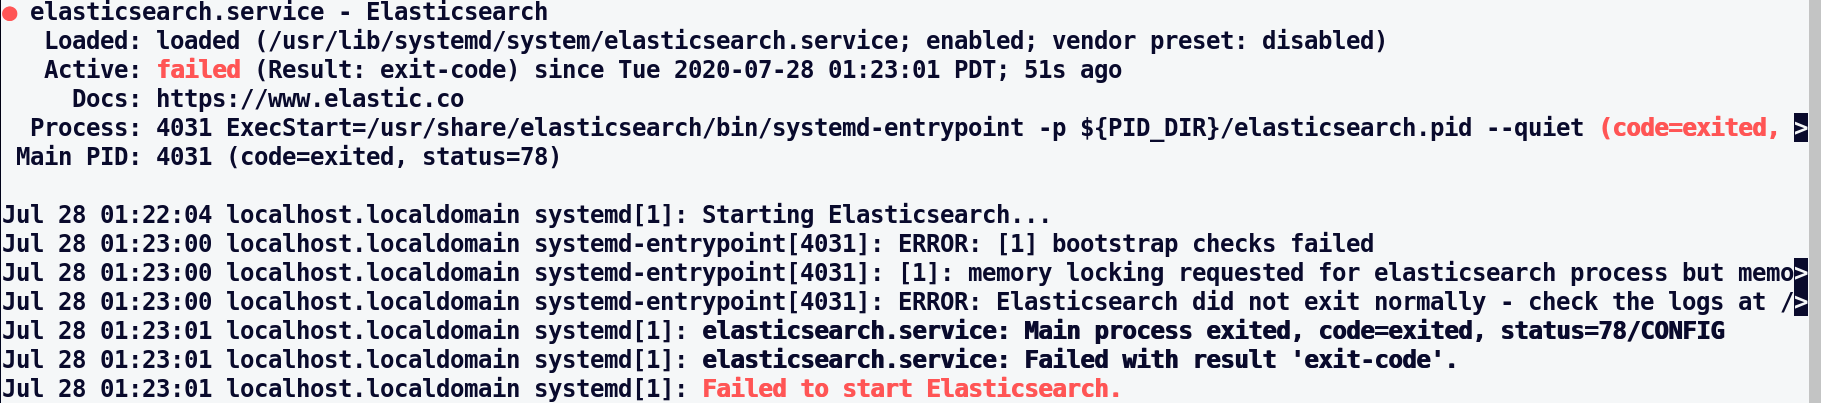 ● elasticsearch.service - Elasticsearch
Loaded: loaded (/usr/lib/systemd/system/elasticsearch.service; enabled; vendor preset: disabled)
Active: failed (Result: exit-code) since Tue 2020-07-28 01:23:01 PDT; 51s ago
Docs: https://www.elastic.co
Process: 4031 ExecStart=/usr/share/elasticsearch/bin/systemd-entrypoint -p ${PID_DIR}/elasticsearch.pid --quiet (code=exited, >
Main PID: 4031 (code=exited, status=78)
Jul 28 01:22:04 localhost.localdomain systemd[1]: Starting Elasticsearch...
Jul 28 01:23:00 localhost.localdomain systemd-entrypoint[4031]: ERROR: [1] bootstrap checks failed
Jul 28 01:23:00 localhost.localdomain systemd-entrypoint[4031]: [1]: memory locking requested for elasticsearch process but memo>
Jul 28 01:23:00 localhost.localdomain systemd-entrypoint[4031]: ERROR: Elasticsearch did not exit normally - check the logs at />
Jul 28 01:23:01 localhost.localdomain systemd[1]: elasticsearch.service: Main process exited, code=exited, status=78/CONFIG
Jul 28 01:23:01 localhost.localdomain systemd[1]: elasticsearch.service: Failed with result 'exit-code'.
Jul 28 01:23:01 localhost.localdomain systemd[1]: Failed to start Elasticsearch.